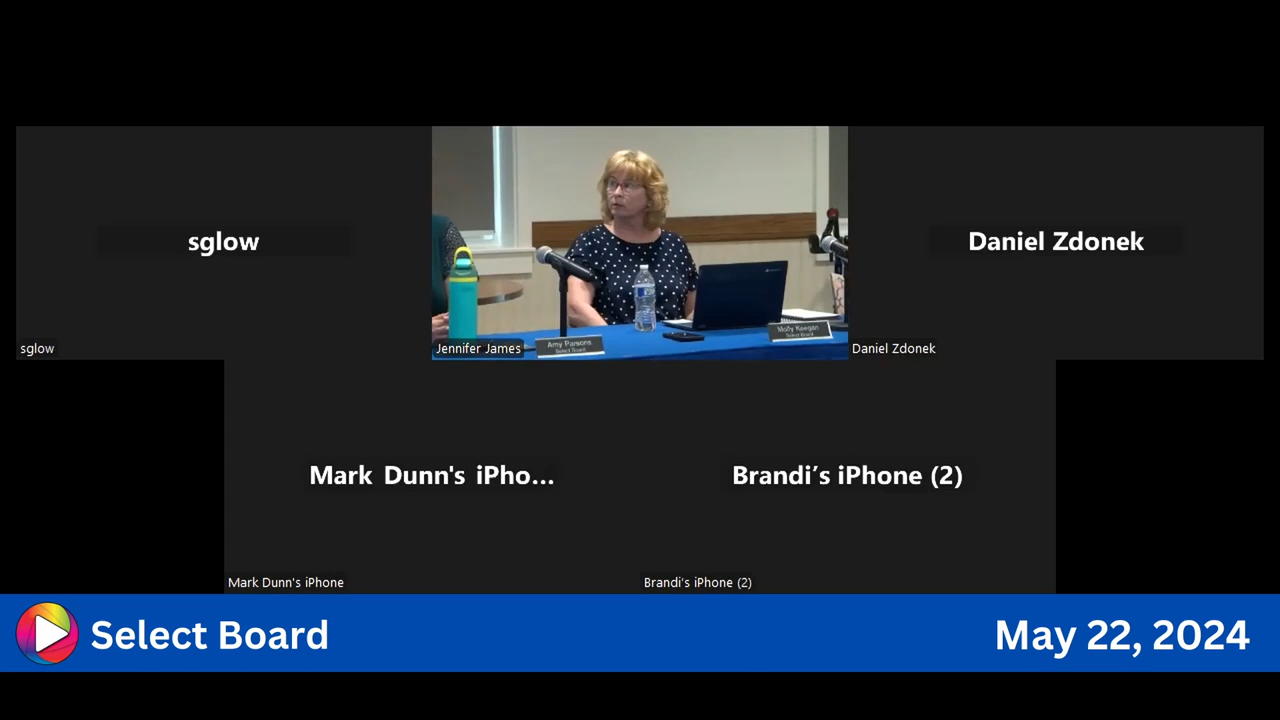 sglow
Daniel Zdonek
sglow
Jennifer James
Amy Parsons
Select Board
Molly Keegan
Select Board
Daniel Zdonek
Mark Dunn's iPho...
Brandi’s iPhone (2)
Mark Dunn's iPhone
Brandi’s iPhone (2)
Select Board
May 22, 2024